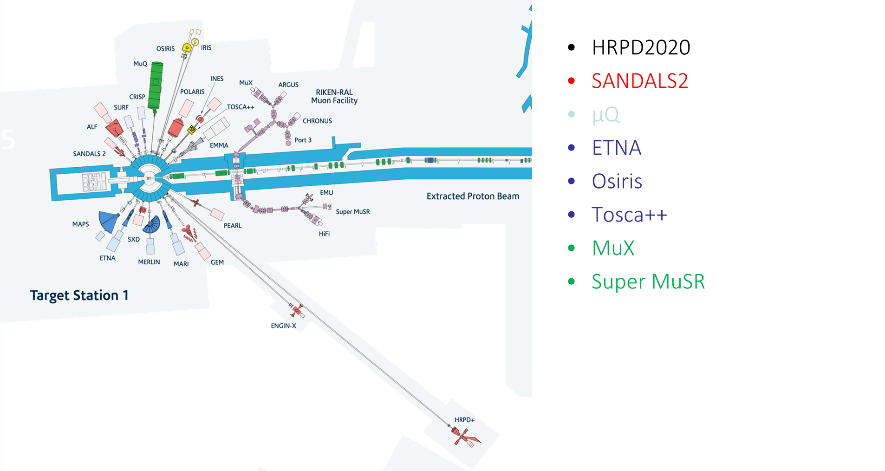 OSIRIS
IRIS
MuQ
INES
CRISP
POLARIS
MuX
ARGUS
SURF
TOSCA++
RIKEN-RAL
Muon Facility
CHRONUS
ALF
Port 3
EMMA
SANDALS 2
5
Extracted Proton Beam
EMU
Super MuSR
HiFi
MAPS
PEARL
SXD
ETNA
MERLIN
MARI
GEM
Target Station 1
ENGIN-X
HRPD+
• HRPD2020
• SANDALS2
• µQ
• ETNA
• Osiris
• Tosca++
• MuX
• Super MuSR